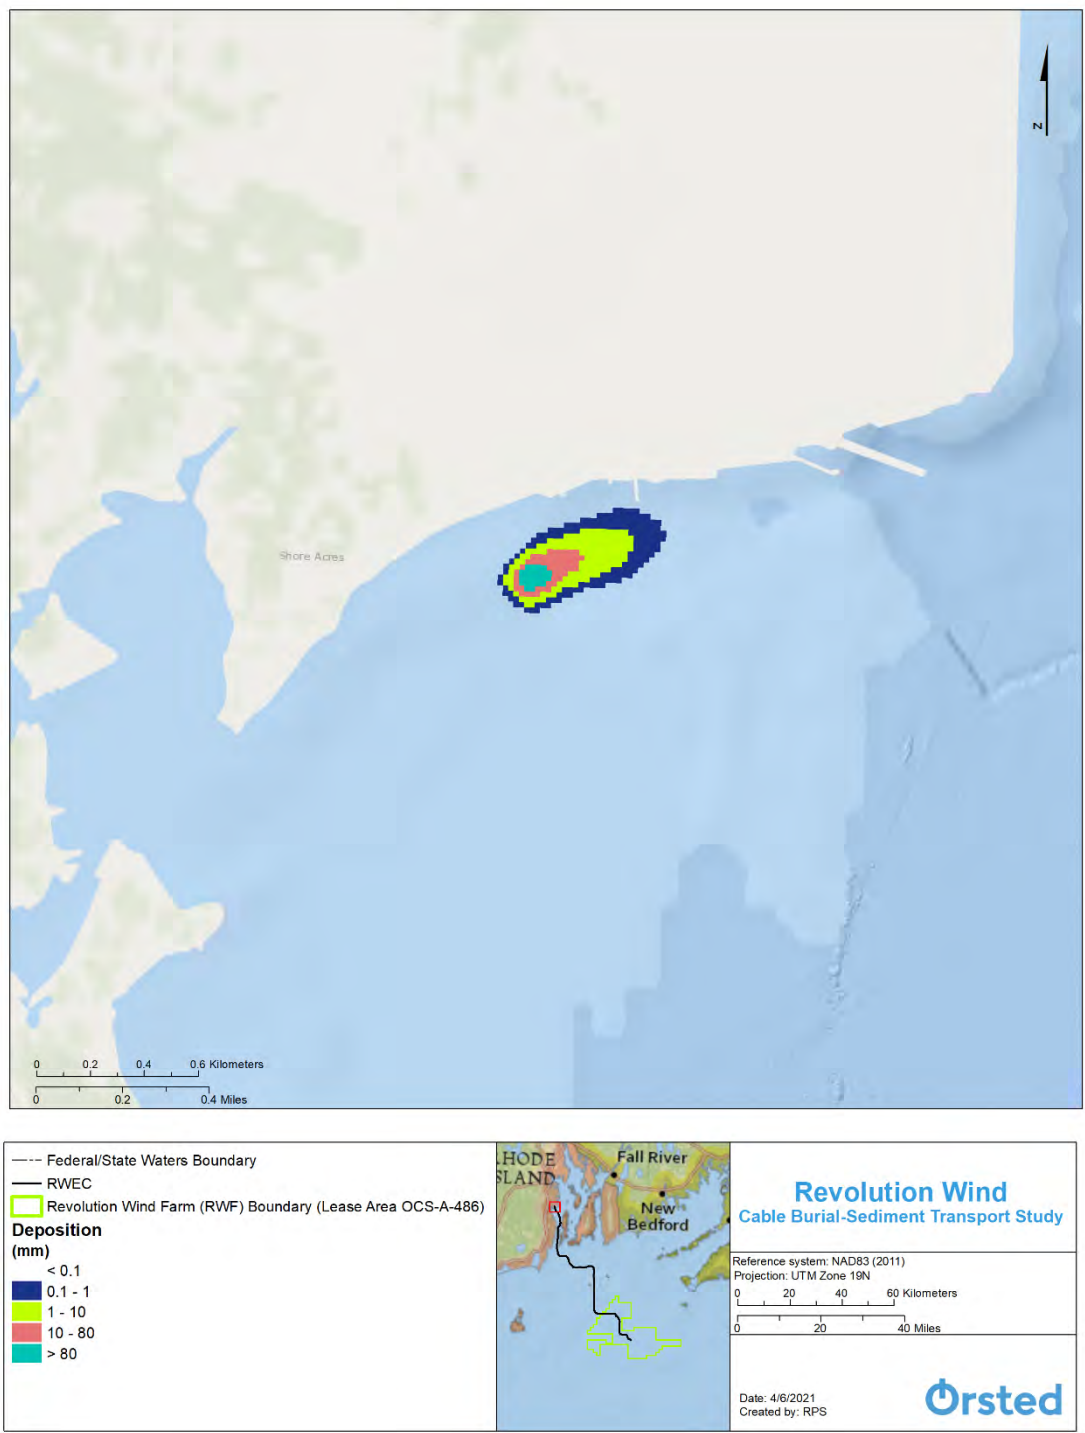 N
Shore Acres
0 0.2 0.4 0.6 Kilometers
0 0.2 0.4 Miles
Federal/State Waters Boundary
RWEC
Revolution Wind Farm (RWF) Boundary (Lease Area OCS-A-486)
Deposition
(mm)
< 0.1
0.1 - 1
1 - 10
10 - 80
> 80
HODE
SLAND
Fall River
New
Bedford
Revolution Wind
Cable Burial-Sediment Transport Study
Reference system: NAD83 (2011)
Projection: UTM Zone 19N
0 20 40 60 Kilometers
0 20 40 Miles
Date: 4/6/2021
Created by: RPS
Ørsted